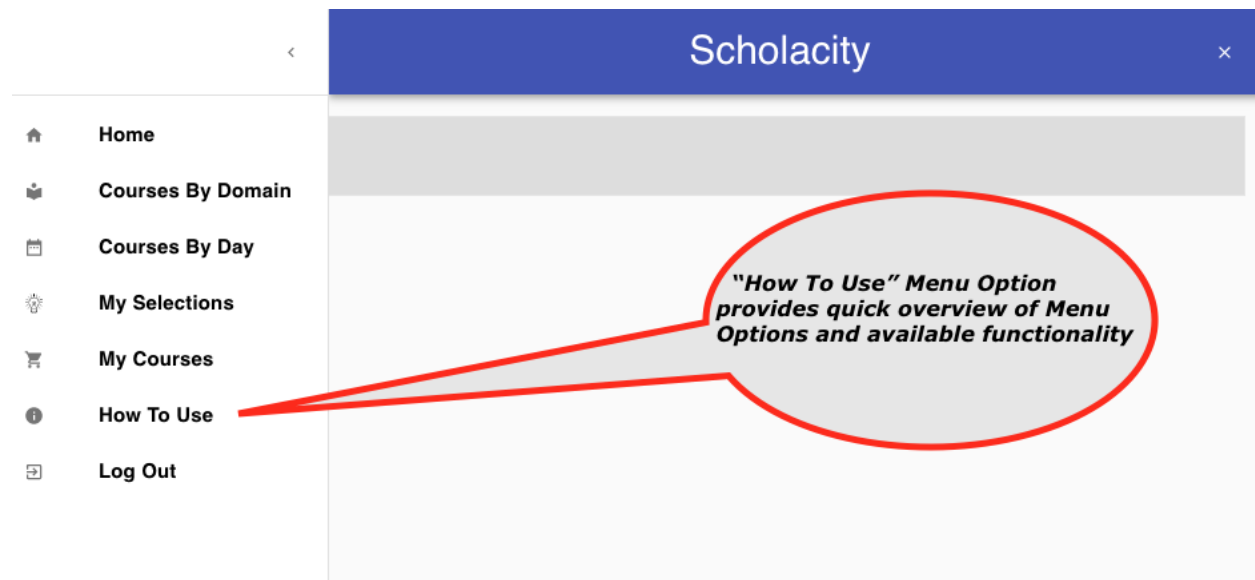 Scholacity
Home
Courses By Domain
Courses By Day
My Selections
My Courses
How To Use
Log Out
“How To Use” Menu Option
provides quick overview of Menu
Options and available functionality